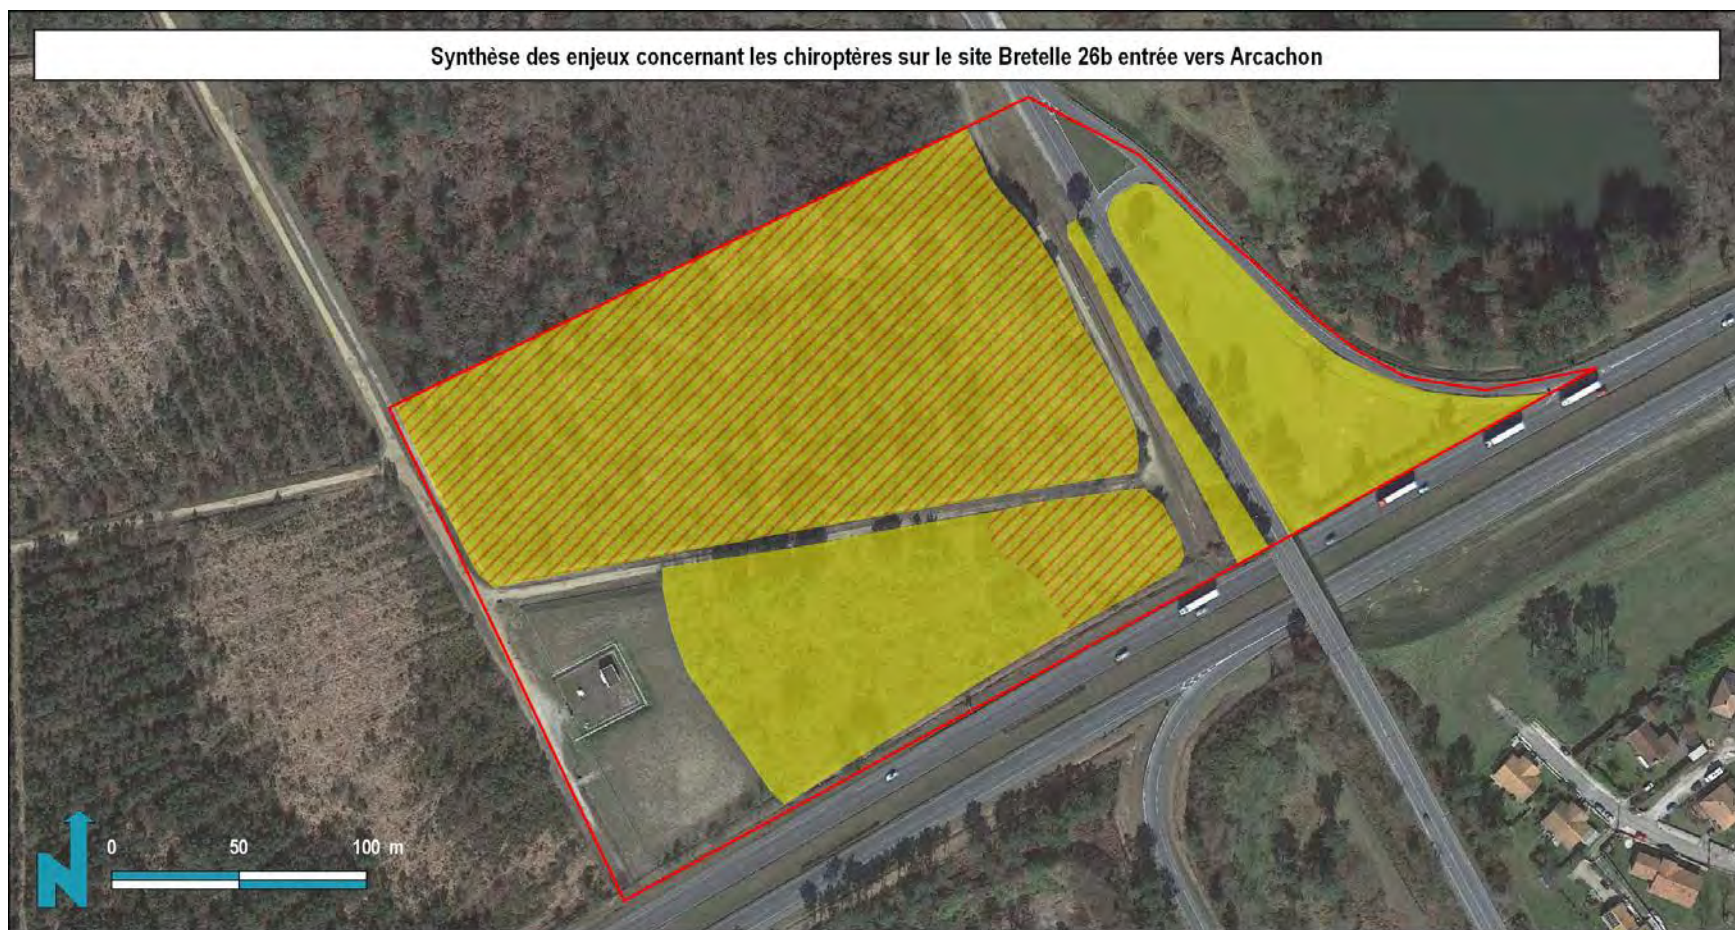 Synthèse des enjeux concernant les chiroptères sur le site Bretelle 26b entrée vers Arcachon
N
0 50 100 m